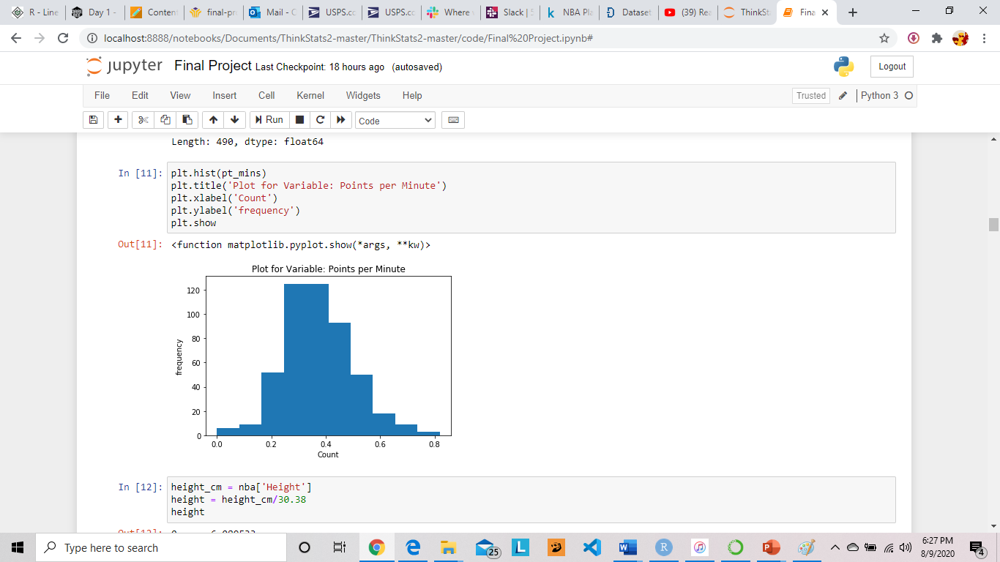 R - Line
Day 1 -
Content
final-pr
Mail - C
USPS.co
USPS.cc
Where
Slack | S
NBA Pla
Dataset
(39) Rea
ThinkSt
Fina
localhost:8888/notebooks/Documents/ThinkStats2-master/ThinkStats2-master/code/Final%20Project.ipynb#
jupyter Final Project Last Checkpoint: 18 hours ago (autosaved)
Logout
File Edit View Insert Cell Kernel Widgets Help
Trusted
Python 3
Run
Code
Length: 490, dtype: float64
In [11]: plt.hist(pt_mins)
plt.title('Plot for Variable: Points per Minute')
plt.xlabel('Count')
plt.ylabel('frequency')
plt.show
Out[11]: <function matplotlib.pyplot.show(*args, **kw)>
Plot for Variable: Points per Minute
frequency
120
100
80
60
40
20
0
0.0 0.2 0.4 0.6 0.8
Count
In [12]: height_cm = nba['Height']
height = height_cm/30.38
height
Out[12]: 0
Type here to search
25
6:27 PM
8/9/2020
4